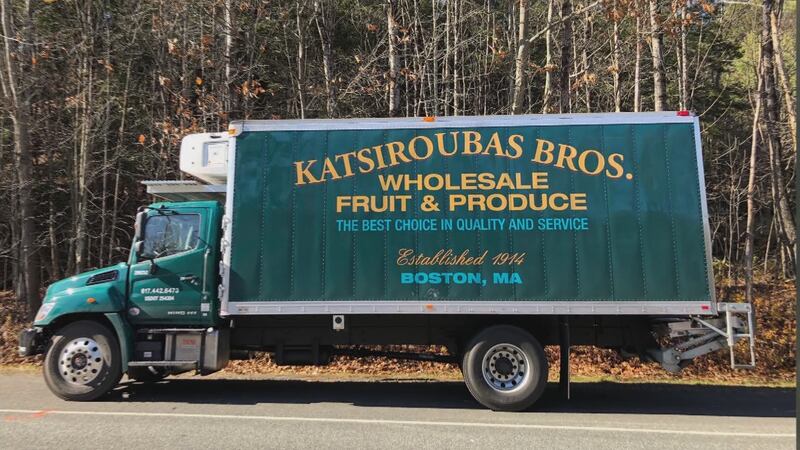 KATSIROUBAS BROS.
WHOLESALE
FRUIT & PRODUCE
THE BEST CHOICE IN QUALITY AND SERVICE
Established 1914
BOSTON, MA
617.442.6473
HINO